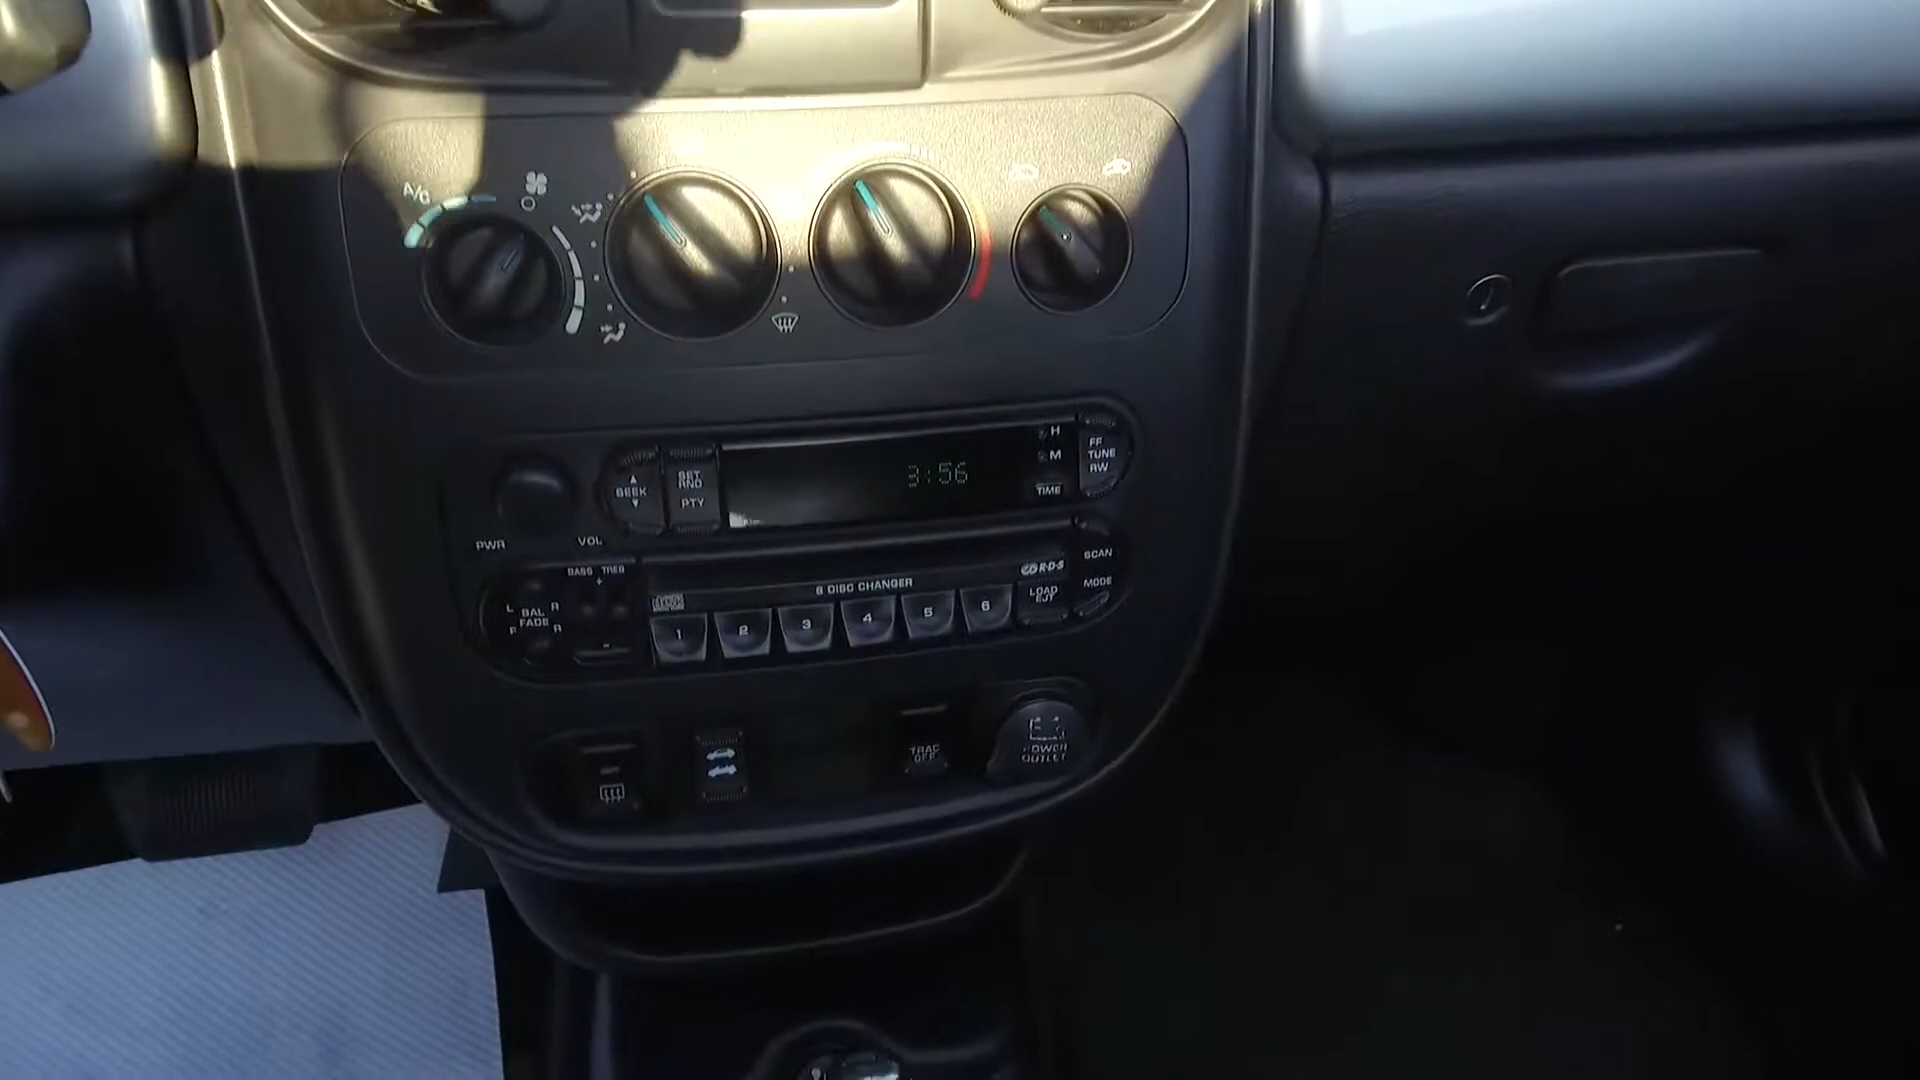 A/C
H
3:56
M
SEEK
SET
RND
PTY
TIME
FF
TUNE
RW
PWR
VOL
BASS TREB
+
-
L BAL R
FADE
R
6 DISC CHANGER
R·D·S
SCAN
MODE
LOAD
EJT
1 2 3 4 5 6
TRAC
OFF
POWER
OUTLET